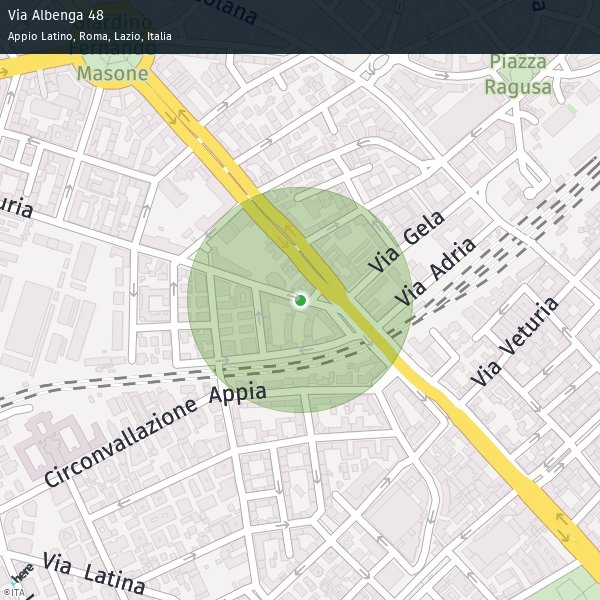 Via Albenga 48
Appio Latino, Roma, Lazio, Italia
Giardino
Fernando
Masone
Piazza
Ragusa
Via Gela
Via Adria
Via Veturia
Circonvallazione Appia
Via Latina
here
©ITA